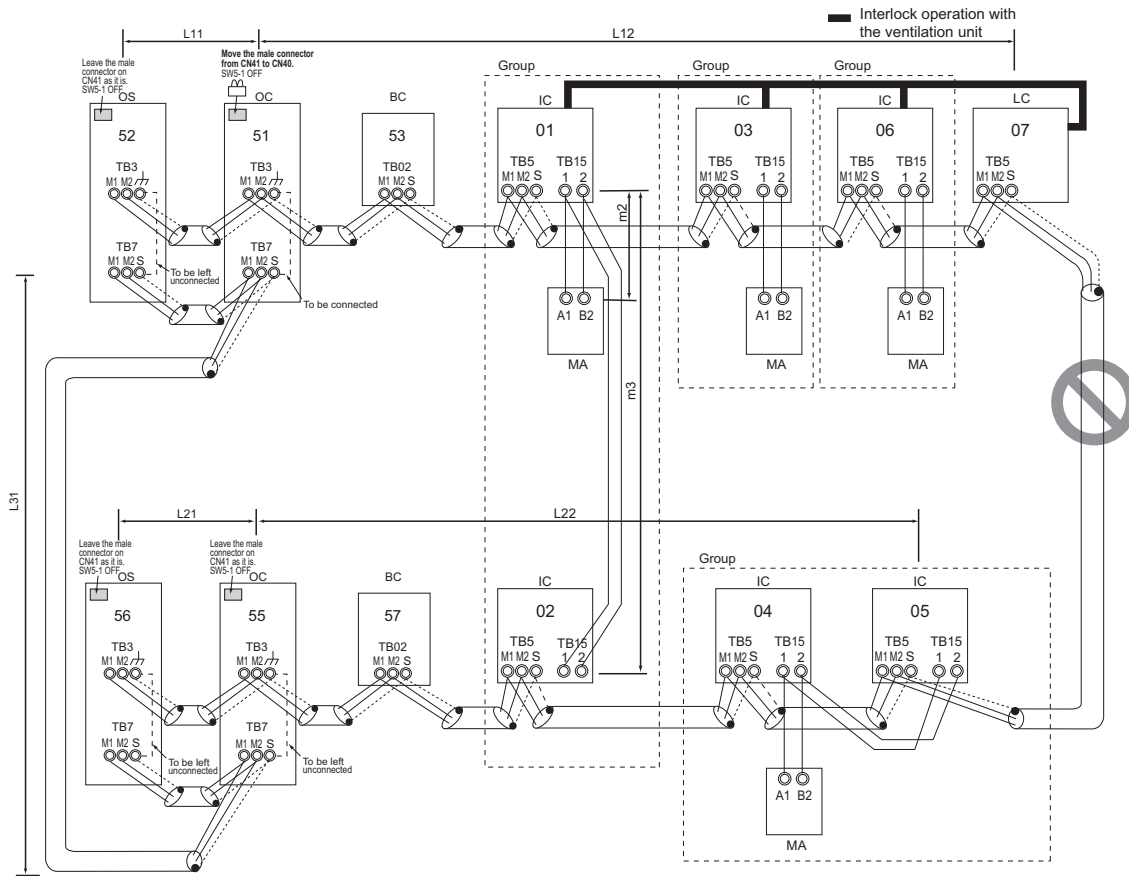 Interlock operation with
the ventilation unit
L11
L12
Leave the male
connector on
CN41 as it is.
SW5-1 OFF
Move the male connector
from CN41 to CN40.
SW5-1 OFF
Group
Group
Group
OS
OC
BC
IC
IC
IC
LC
52
51
53
01
03
06
07
TB3
TB3
TB02
TB5 TB15
TB5 TB15
TB5 TB15
TB5
M1 M2
M1 M2
M1 M2 S
M1 M2 S 1 2
M1 M2 S 1 2
M1 M2 S 1 2
M1 M2 S
m2
TB7
TB7
M1 M2 S
M1 M2 S
To be left
unconnected
To be connected
A1 B2
A1 B2
A1 B2
MA
MA
MA
m3
L31
L21
L22
Leave the male
connector on
CN41 as it is.
SW5-1 OFF
Leave the male
connector on
CN41 as it is.
SW5-1 OFF
Group
OS
OC
BC
IC
IC
IC
56
55
57
02
04
05
TB3
TB3
TB02
TB5 TB15
TB5 TB15
TB5 TB15
M1 M2
M1 M2
M1 M2 S
M1 M2 S 1 2
M1 M2 S 1 2
M1 M2 S 1 2
TB7
TB7
M1 M2 S
M1 M2 S
To be left
unconnected
To be left
unconnected
A1 B2
MA